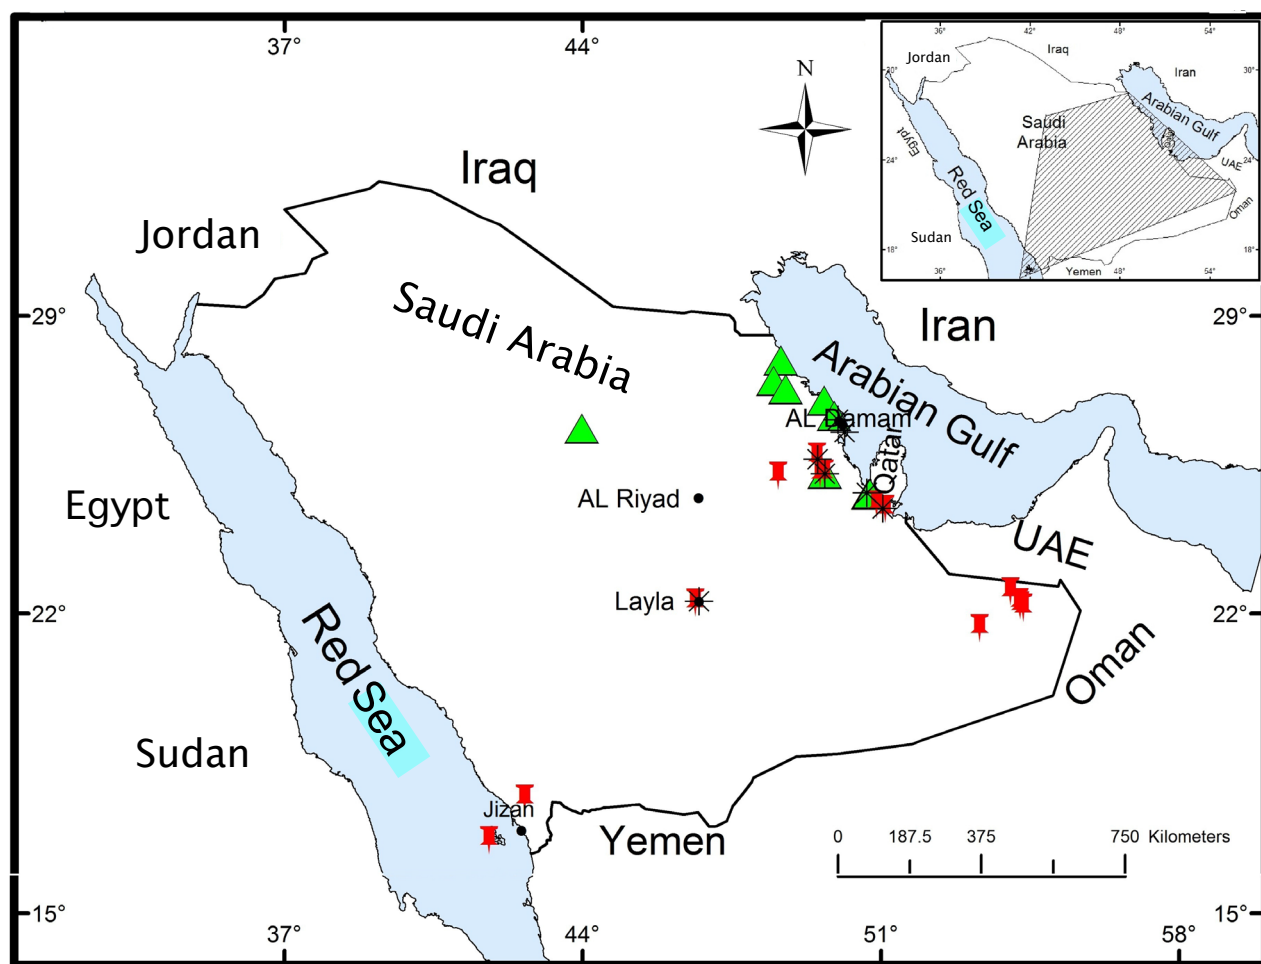 37°
44°
N
36°
42°
48°
54°
Jordan
Iraq
Iran
30°
30°
Arabian Gulf
Saudi
Arabia
Egypt
24°
24
UAE
Red Sea
Oman
Sudan
18°
18°
Yemen
36°
42°
48°
54°
Iraq
Jordan
Saudi Arabia
29°
29°
Iran
Arabian Gulf
AL Damam
Qatar
AL Riyad
Egypt
UAE
Layla
22°
22°
Red Sea
Oman
Sudan
Jizan
Yemen
0 187.5 375 750 Kilometers
15°
15°
37°
44°
51°
58°